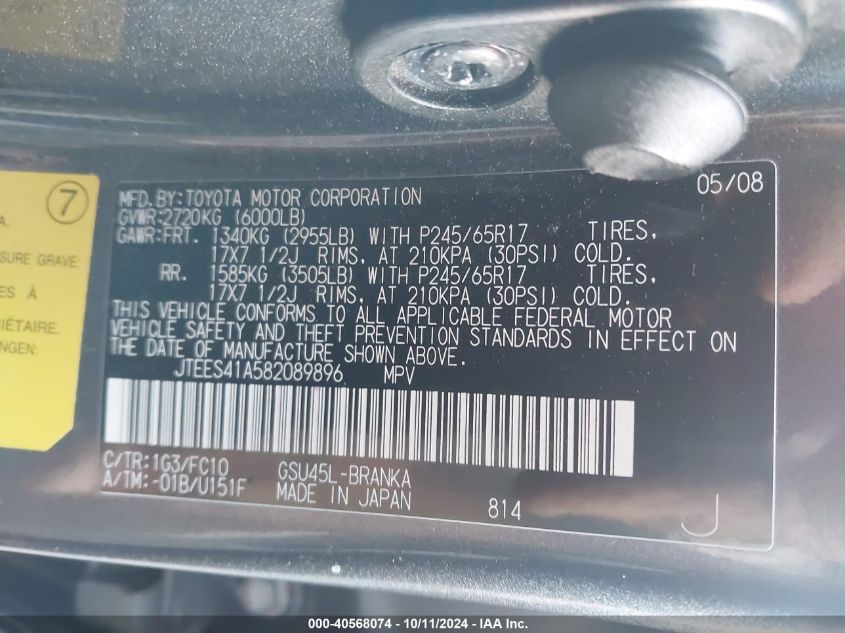 7
A.
SURE GRAVE
ES À
RIÉTAIRE.
NGEN:
05/08
MFD.BY:TOYOTA MOTOR CORPORATION
GVWR:2720KG (6000LB)
GAWR:FRT. 1340KG (2955LB) WITH P245/65R17 TIRES,
17X7 1/2J RIMS, AT 210KPA (30PSI) COLD.
RR. 1585KG (3505LB) WITH P245/65R17 TIRES,
17X7 1/2J RIMS, AT 210KPA (30PSI) COLD.
THIS VEHICLE CONFORMS TO ALL APPLICABLE FEDERAL MOTOR
VEHICLE SAFETY AND THEFT PREVENTION STANDARDS IN EFFECT ON
THE DATE OF MANUFACTURE SHOWN ABOVE.
JTEES41A582089896 MPV
C/TR:1G3/FC10 GSU45L-BRANKA
A/TM:-01B/U151F MADE IN JAPAN 814 J
000-40568074 - 10/11/2024 - IAA Inc.